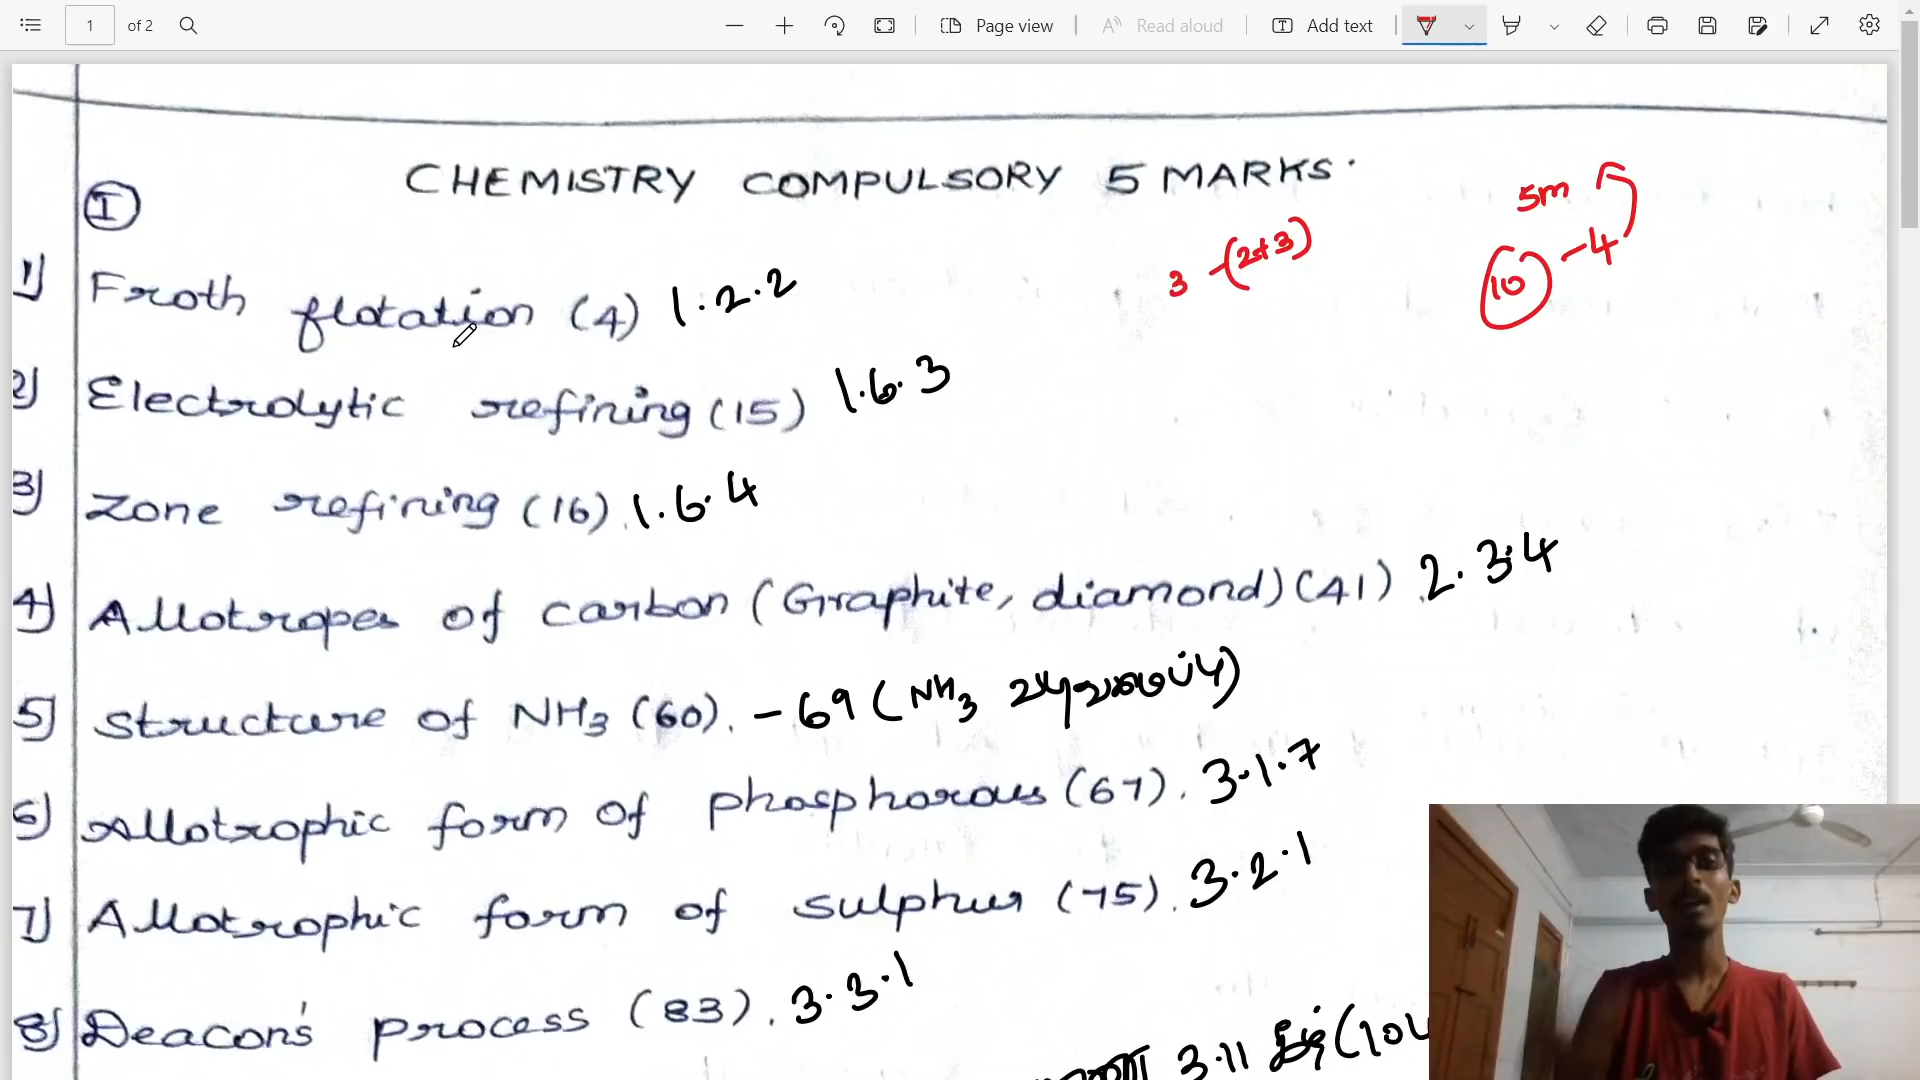 1 of 2 Page view Read aloud Add text
CHEMISTRY COMPULSORY 5 MARKS.
I
5m
3 - (2+3)
10 - 4
1) Froth flotation (4) 1.2.2
2) Electrolytic refining (15) 1.6.3
3) Zone refining (16). 1.6.4
4) Allotropes of carbon (Graphite, diamond) (41). 2.3.4
5) Structure of NH3 (60). - 69 (NH3
6) Allotrophic form of phosphorous (67). 3.1.7
7) Allotrophic form of sulphur (75). 3.2.1
8) Deacon's process (83). 3.3.1
3.11